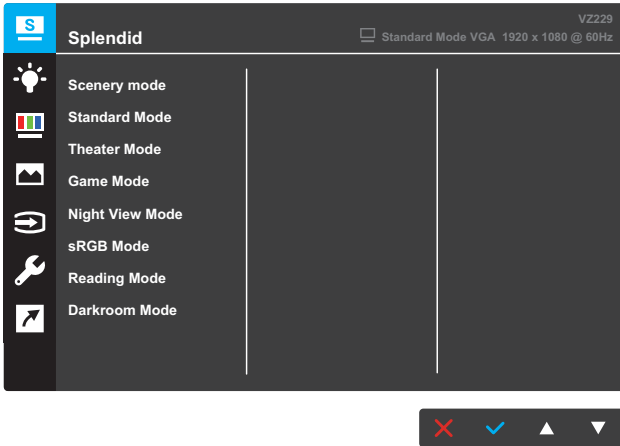 S
VZ229
Splendid
Standard Mode VGA 1920 x 1080 @ 60Hz
Scenery mode
Standard Mode
Theater Mode
Game Mode
Night View Mode
sRGB Mode
Reading Mode
Darkroom Mode